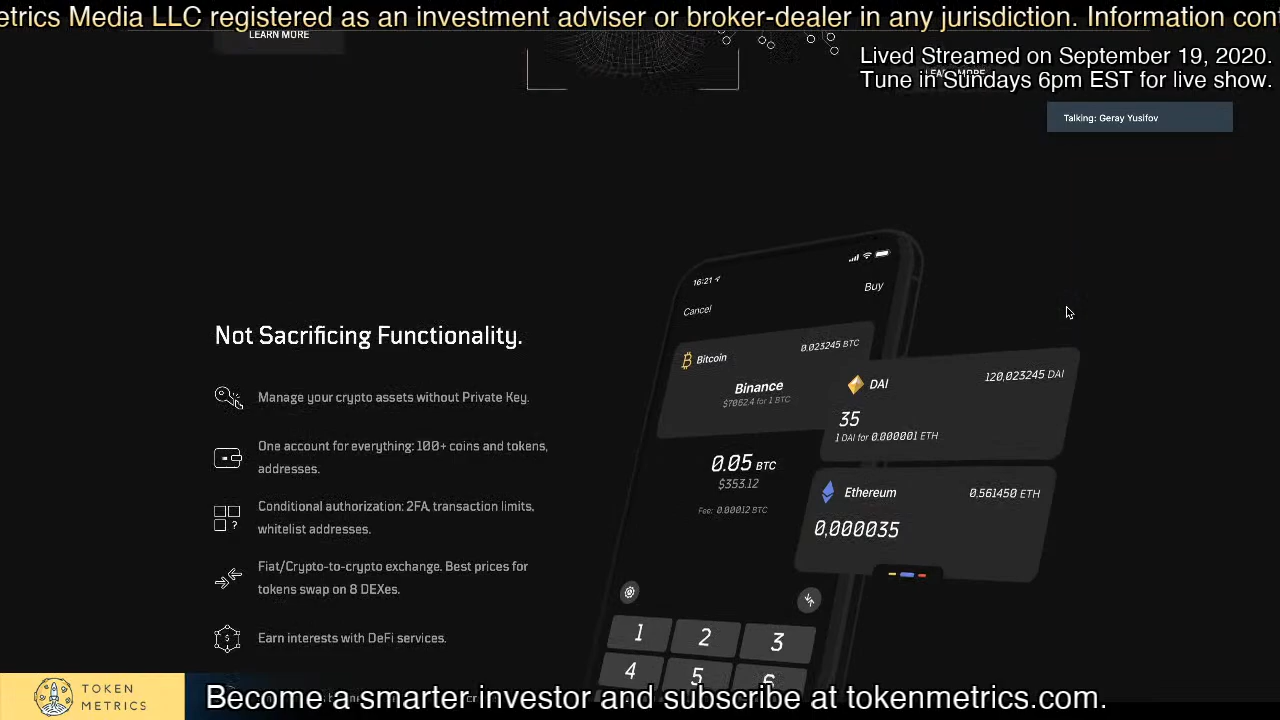 etrics Media LLC registered as an investment adviser or broker-dealer in any jurisdiction. Information con
LEARN MORE
Lived Streamed on September 19, 2020.
Tune in Sundays 6pm EST for live show.
Talking: Geray Yusifov
16:21
Cancel
Buy
Bitcoin
0.023245 BTC
Binance
$7062.4 for 1 BTC
DAI
120,023245 DAI
35
1 DAI for 0.000001 ETH
0.05 BTC
$353.12
Fee: 0.00012 BTC
Ethereum
0,561450 ETH
0,000035
1
2
3
4
5
6
Not Sacrificing Functionality.
Manage your crypto assets without Private Key.
One account for everything: 100+ coins and tokens,
addresses.
Conditional authorization: 2FA, transaction limits,
whitelist addresses.
?
Fiat/Crypto-to-crypto exchange. Best prices for
tokens swap on 8 DEXes.
Earn interests with DeFi services.
TOKEN
METRICS
Become a smarter investor and subscribe at tokenmetrics.com.